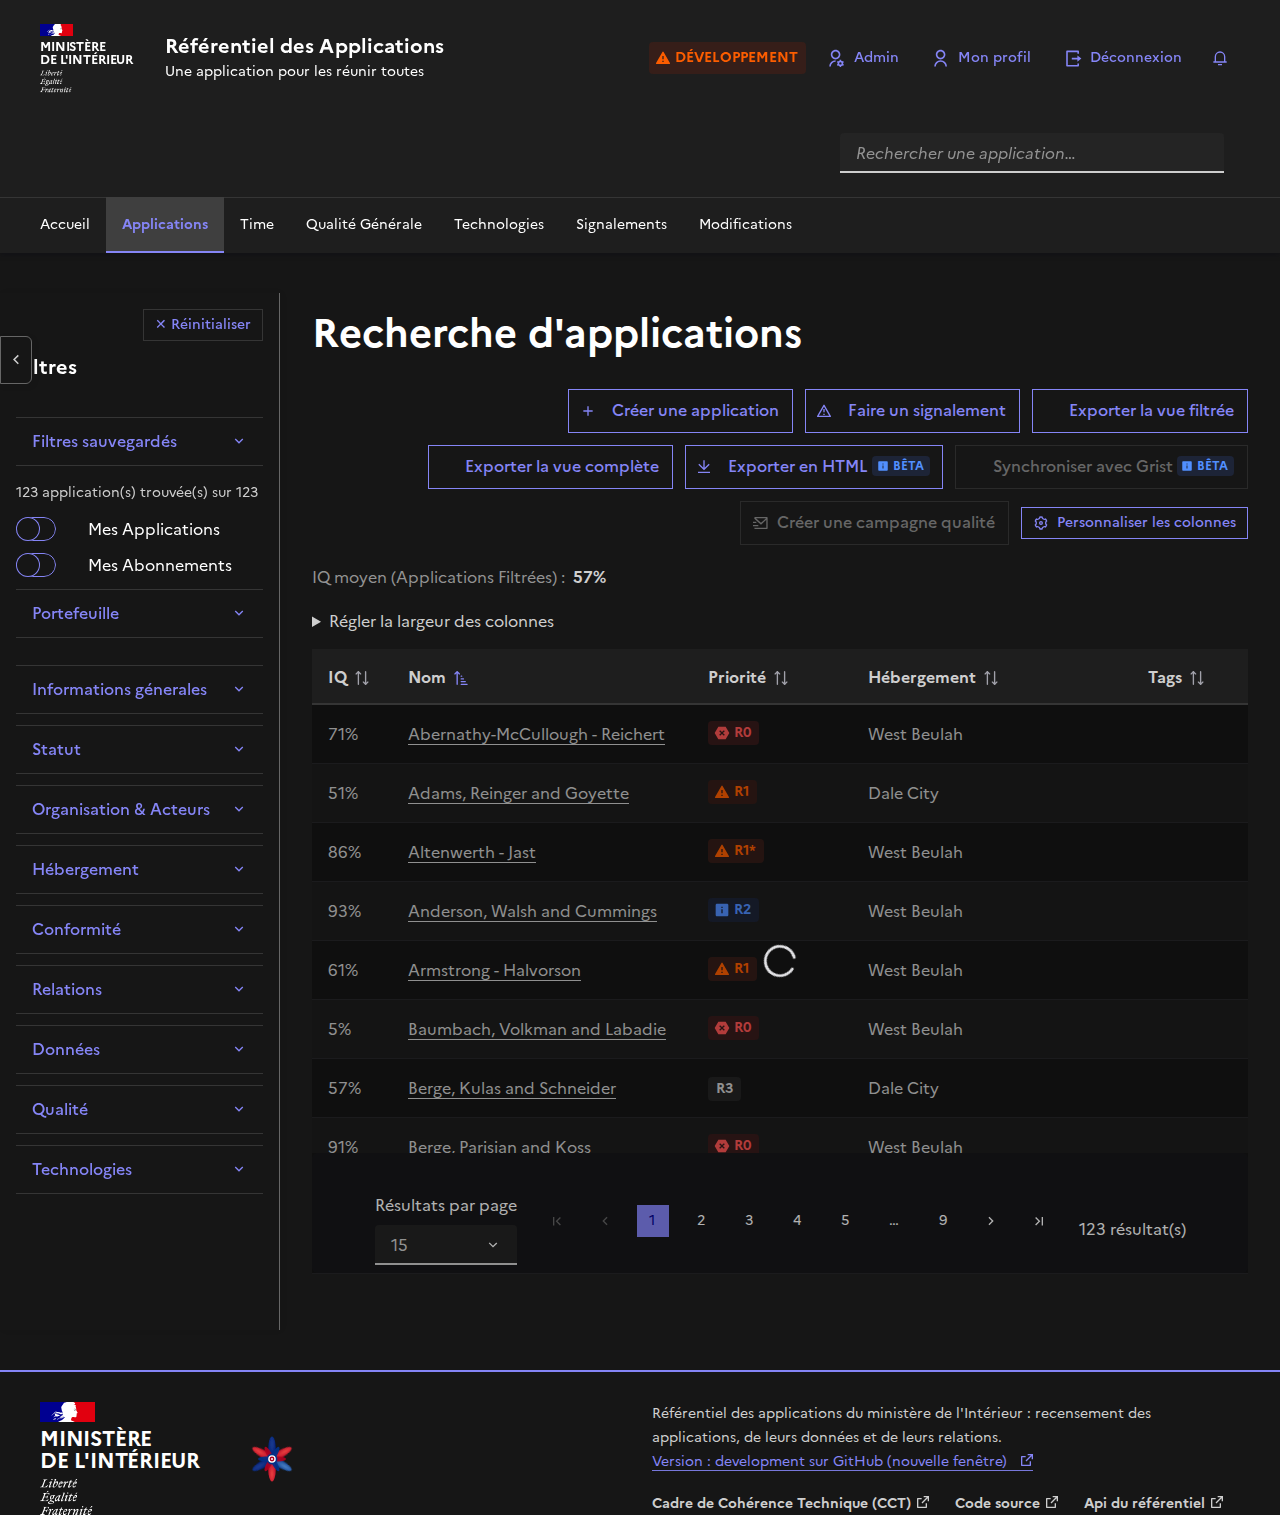 MINISTÈRE
DE L'INTÉRIEUR
Liberté
Égalité
Fraternité
Référentiel des Applications
Une application pour les réunir toutes
DÉVELOPPEMENT
Admin
Mon profil
Déconnexion
Rechercher une application...
Accueil
Applications
Time
Qualité Générale
Technologies
Signalements
Modifications
Réinitialiser
ltres
Filtres sauvegardés
123 application(s) trouvée(s) sur 123
Mes Applications
Mes Abonnements
Portefeuille
Informations génerales
Statut
Organisation & Acteurs
Hébergement
Conformité
Relations
Données
Qualité
Technologies
Recherche d'applications
Créer une application
Faire un signalement
Exporter la vue filtrée
Exporter la vue complète
Exporter en HTML BÊTA
Synchroniser avec Grist BÊTA
Créer une campagne qualité
Personnaliser les colonnes
IQ moyen (Applications Filtrées) : 57%
Régler la largeur des colonnes
IQ Nom Priorité Hébergement Tags
71% Abernathy-McCullough - Reichert R0 West Beulah
51% Adams, Reinger and Goyette R1 Dale City
86% Altenwerth - Jast R1* West Beulah
93% Anderson, Walsh and Cummings R2 West Beulah
61% Armstrong - Halvorson R1 West Beulah
5% Baumbach, Volkman and Labadie R0 West Beulah
57% Berge, Kulas and Schneider R3 Dale City
91% Berge, Parisian and Koss R0 West Beulah
Résultats par page
15
1 2 3 4 5 ... 9
123 résultat(s)
MINISTÈRE
DE L'INTÉRIEUR
Liberté
Égalité
Fraternité
Référentiel des applications du ministère de l'Intérieur : recensement des
applications, de leurs données et de leurs relations.
Version : development sur GitHub (nouvelle fenêtre)
Cadre de Cohérence Technique (CCT)
Code source
Api du référentiel